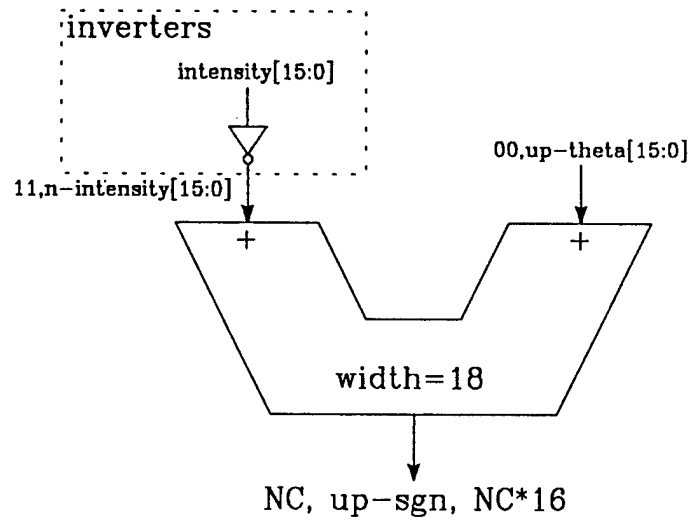 inverters
intensity[15:0]
00,up-theta[15:0]
11,n-intensity[15:0]
+ +
width=18
NC, up-sgn, NC*16